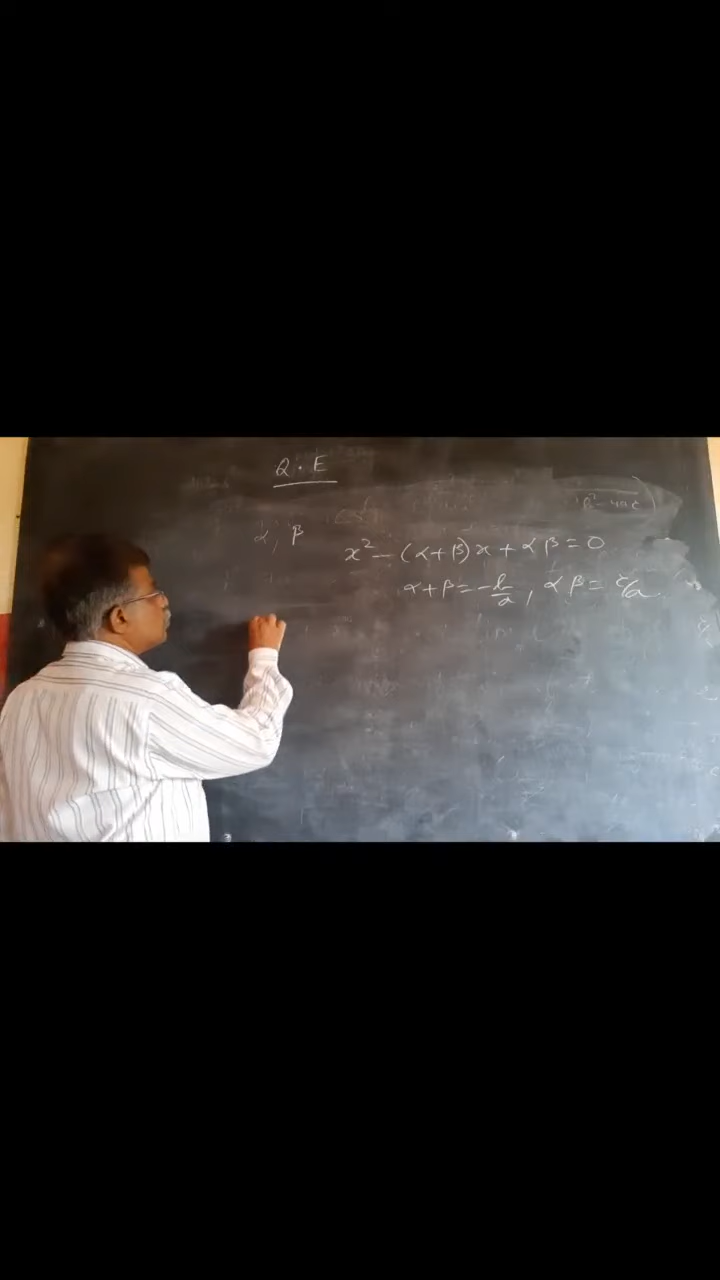 Q.E
α, β
x² - (α+β)x + αβ = 0
α+β = -b/a, αβ = c/a